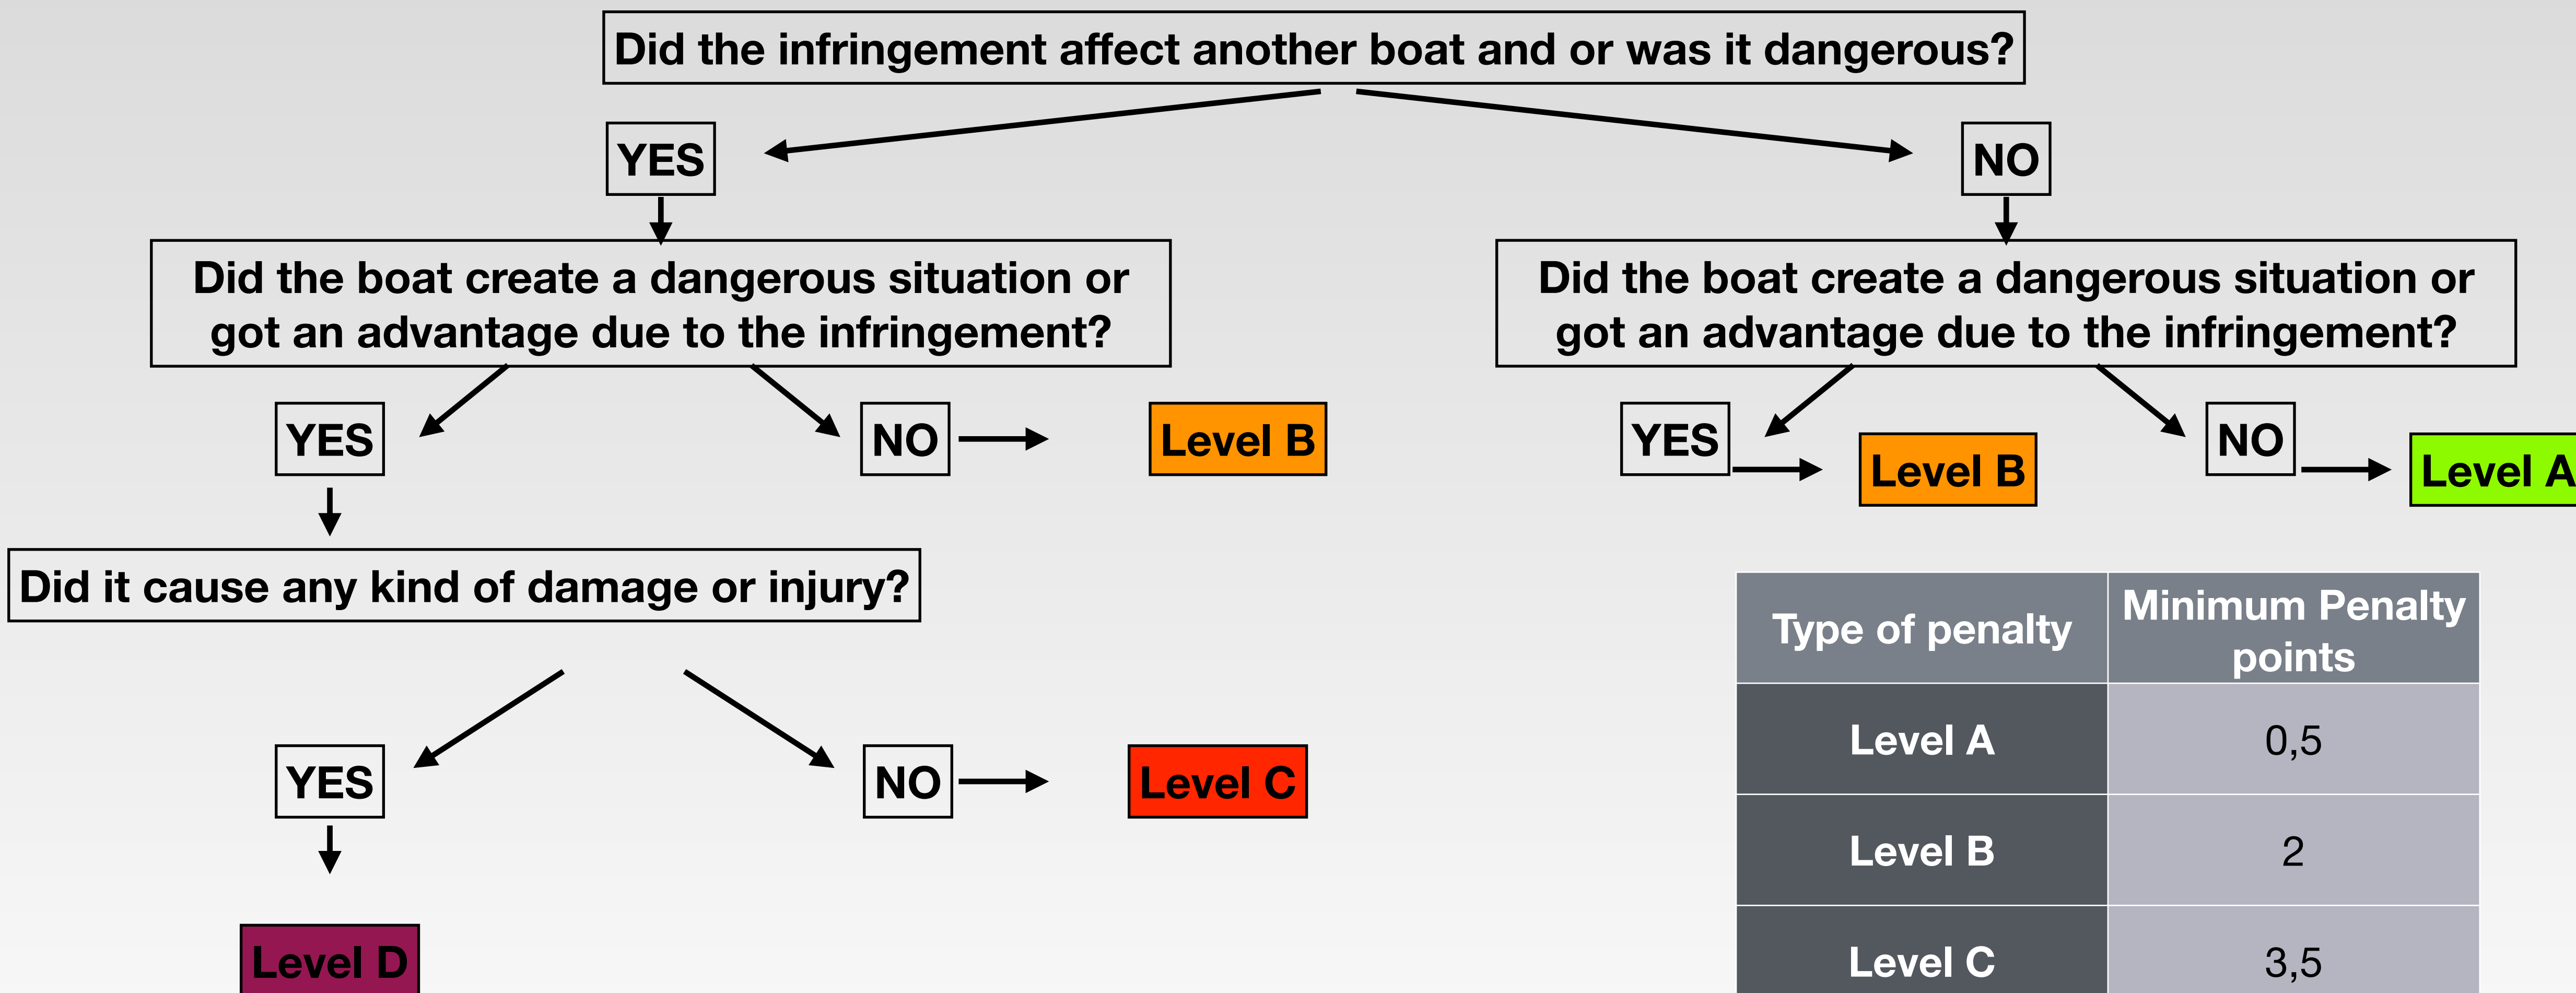 Did the infringement affect another boat and or was it dangerous?
YES
NO
Did the boat create a dangerous situation or
got an advantage due to the infringement?
Did the boat create a dangerous situation or
got an advantage due to the infringement?
YES
NO
Level B
YES
Level B
NO
Level A
Did it cause any kind of damage or injury?
YES
NO
Level C
Level D
Type of penalty
Minimum Penalty
points
Level A
0,5
Level B
2
Level C
3,5